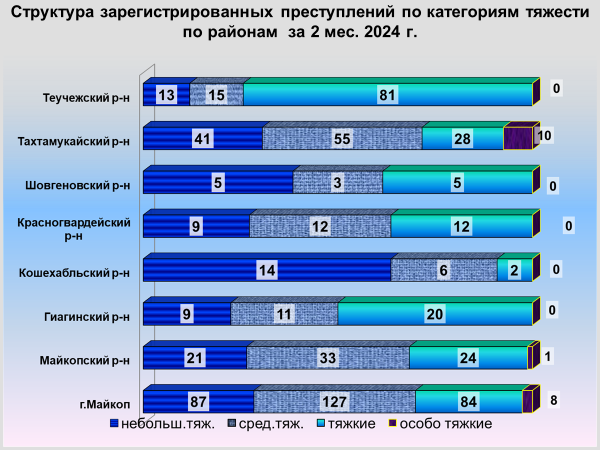 Структура зарегистрированных преступлений по категориям тяжести
по районам за 2 мес. 2024 г.
Теучежский р-н 13 15 81 0
Тахтамукайский р-н 41 55 28 10
Шовгеновский р-н 5 3 5 0
Красногвардейский
р-н 9 12 12 0
Кошехабльский р-н 14 6 2 0
Гиагинский р-н 9 11 20 0
Майкопский р-н 21 33 24 1
г.Майкоп 87 127 84 8
небольш.тяж. сред.тяж. тяжкие особо тяжкие